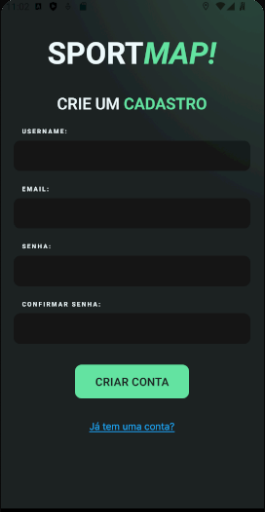 SPORTMAP!
CRIE UM CADASTRO
USERNAME:
EMAIL:
SENHA:
CONFIRMAR SENHA:
CRIAR CONTA
Já tem uma conta?